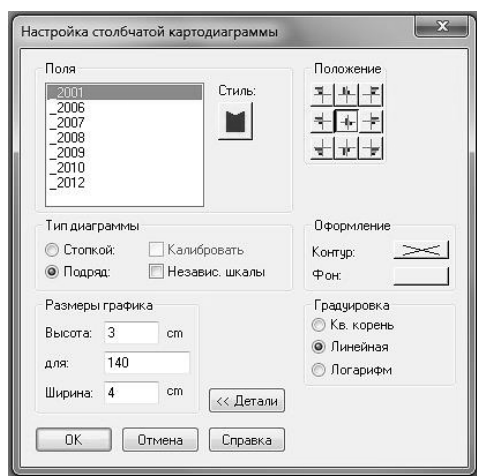 Настройка столбчатой картодиаграммы
Поля
_2001
_2006
_2007
_2008
_2009
_2010
_2012
Стиль:
Положение
Тип диаграммы
Стопкой:
Калибровать
Подряд:
Независ. шкалы
Оформление
Контур:
Фон:
Размеры графика
Высота: 3 cm
для: 140
Ширина: 4 cm
<< Детали
Градуировка
Кв. корень
Линейная
Логарифм
OK
Отмена
Справка